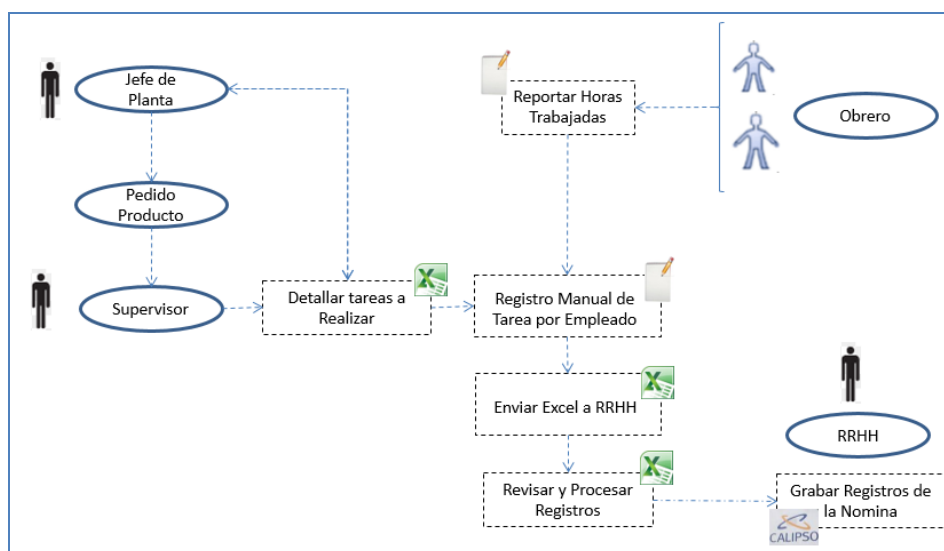 Jefe de
Planta
Reportar Horas
Trabajadas
Obrero
Pedido
Producto
Supervisor
Detallar tareas a
Realizar
Registro Manual de
Tarea por Empleado
Enviar Excel a RRHH
RRHH
Revisar y Procesar
Registros
Grabar Registros de
la Nomina
CALIPSO